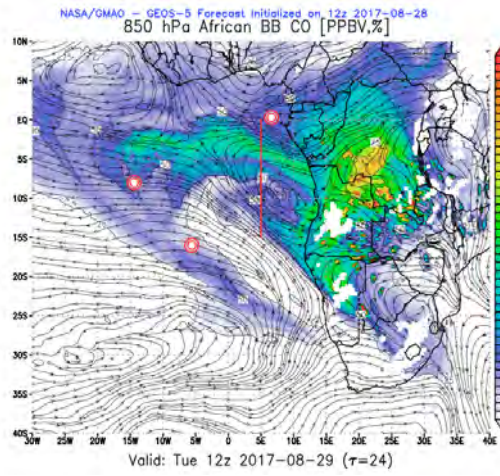 NASA/GMAO - GEOS-5 Forecast Initialized on 12z 2017-08-28
850 hPa African BB CO [PPBV,%]
10N
5N
EQ
5S
10S
15S
20S
25S
30S
35S
40S
30W 25W 20W 15W 10W 5W 0 5E 10E 15E 20E 25E 30E 35E 40E
Valid: Tue 12z 2017-08-29 (τ=24)